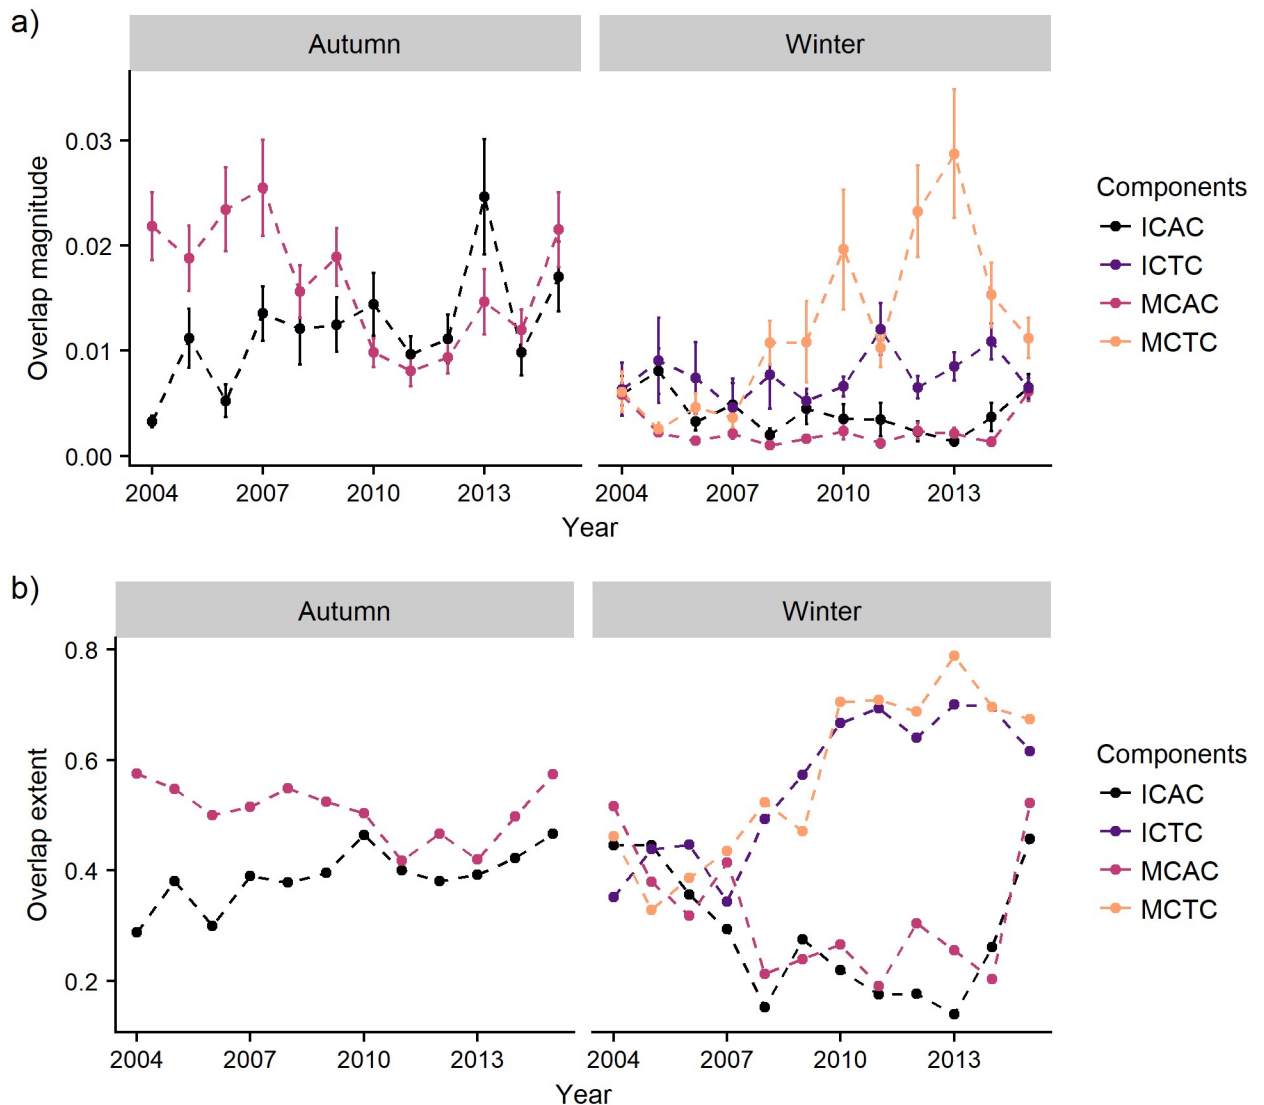 a)
Autumn
Winter
Overlap magnitude
0.03
0.02
0.01
0.00
2004 2007 2010 2013
2004 2007 2010 2013
Year
Components
ICAC
ICTC
MCAC
MCTC
b)
Autumn
Winter
Overlap extent
0.8
0.6
0.4
0.2
2004 2007 2010 2013
2004 2007 2010 2013
Year
Components
ICAC
ICTC
MCAC
MCTC